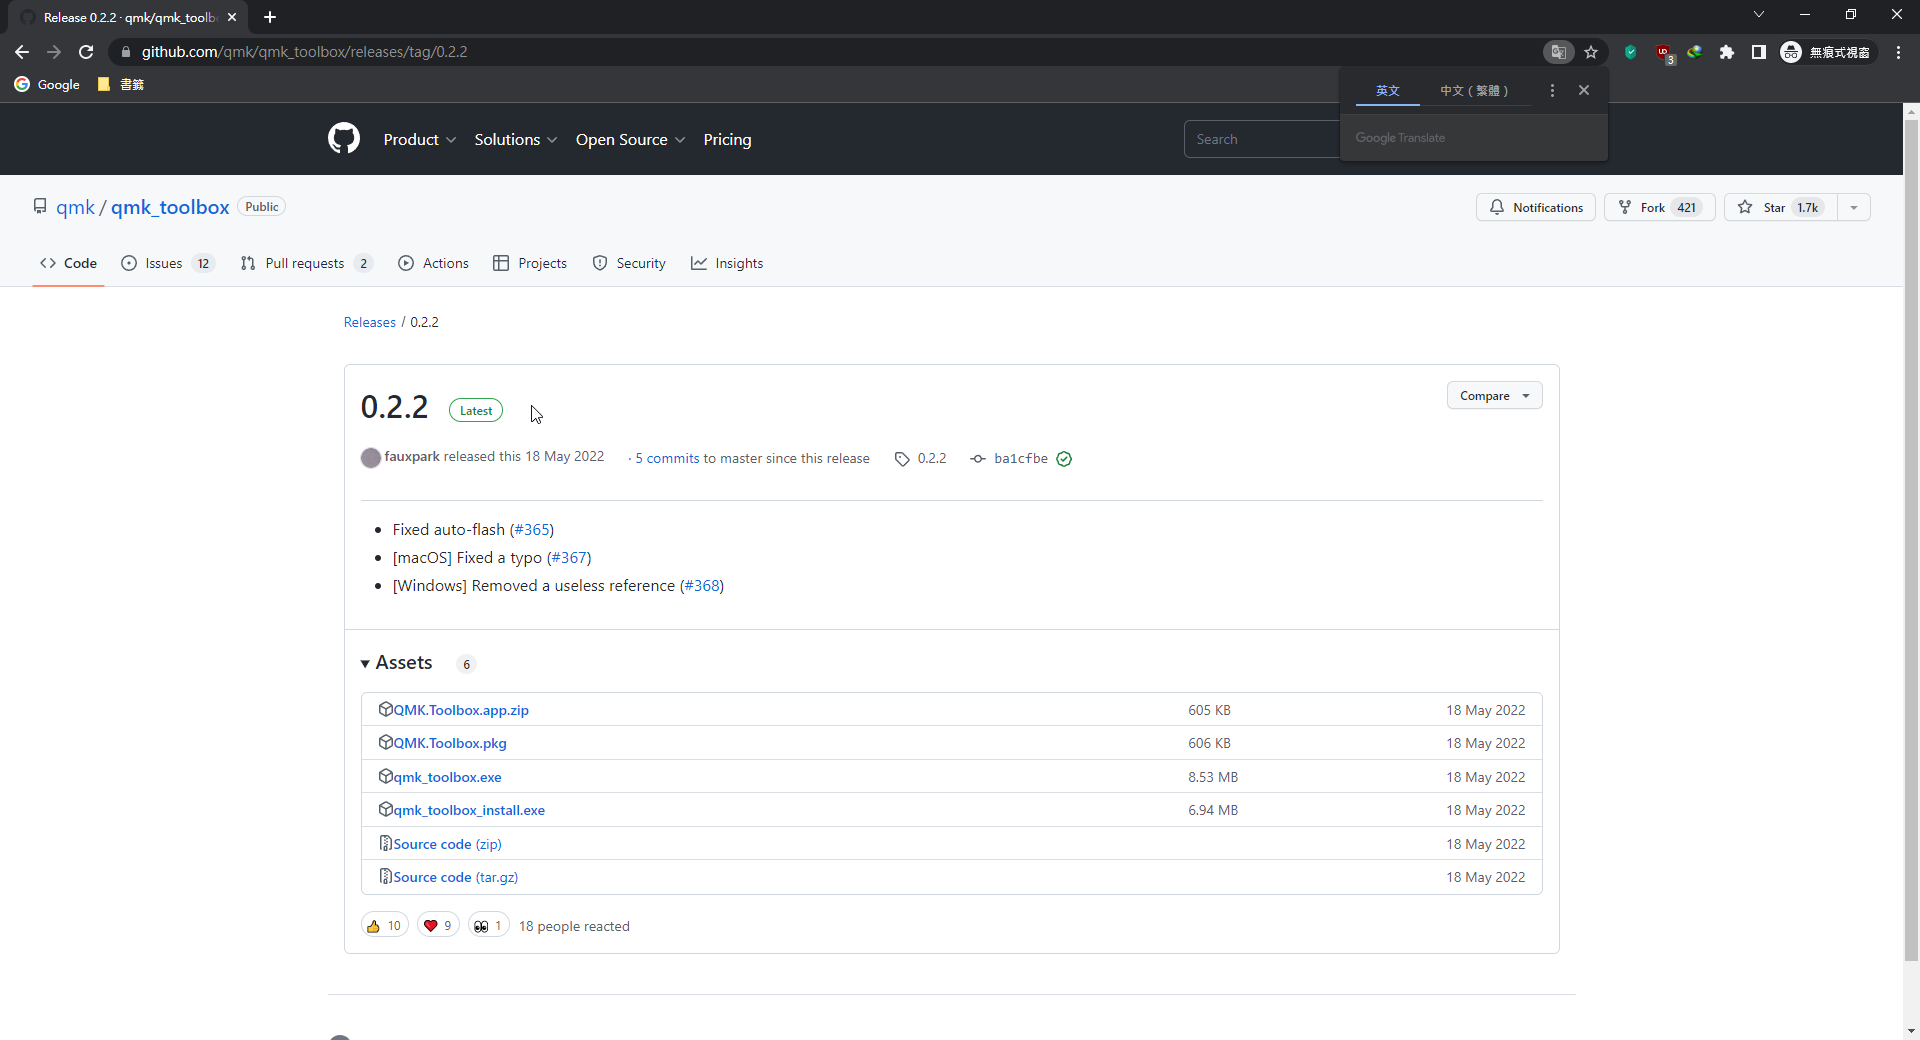 Release 0.2.2 · qmk/qmk_toolb
github.com/qmk/qmk_toolbox/releases/tag/0.2.2
3
無痕式視窗
Google
書籤
英文
中文（繁體）
Google Translate
Product
Solutions
Open Source
Pricing
Search
qmk / qmk_toolbox
Public
Notifications
Fork 421
Star 1.7k
Code
Issues 12
Pull requests 2
Actions
Projects
Security
Insights
Releases / 0.2.2
0.2.2
Latest
Compare
fauxpark released this 18 May 2022
· 5 commits to master since this release
0.2.2
ba1cfbe
• Fixed auto-flash (#365)
• [macOS] Fixed a typo (#367)
• [Windows] Removed a useless reference (#368)
Assets 6
QMK.Toolbox.app.zip 605 KB 18 May 2022
QMK.Toolbox.pkg 606 KB 18 May 2022
qmk_toolbox.exe 8.53 MB 18 May 2022
qmk_toolbox_install.exe 6.94 MB 18 May 2022
Source code (zip) 18 May 2022
Source code (tar.gz) 18 May 2022
👍 10
❤️ 9
👀 1
18 people reacted